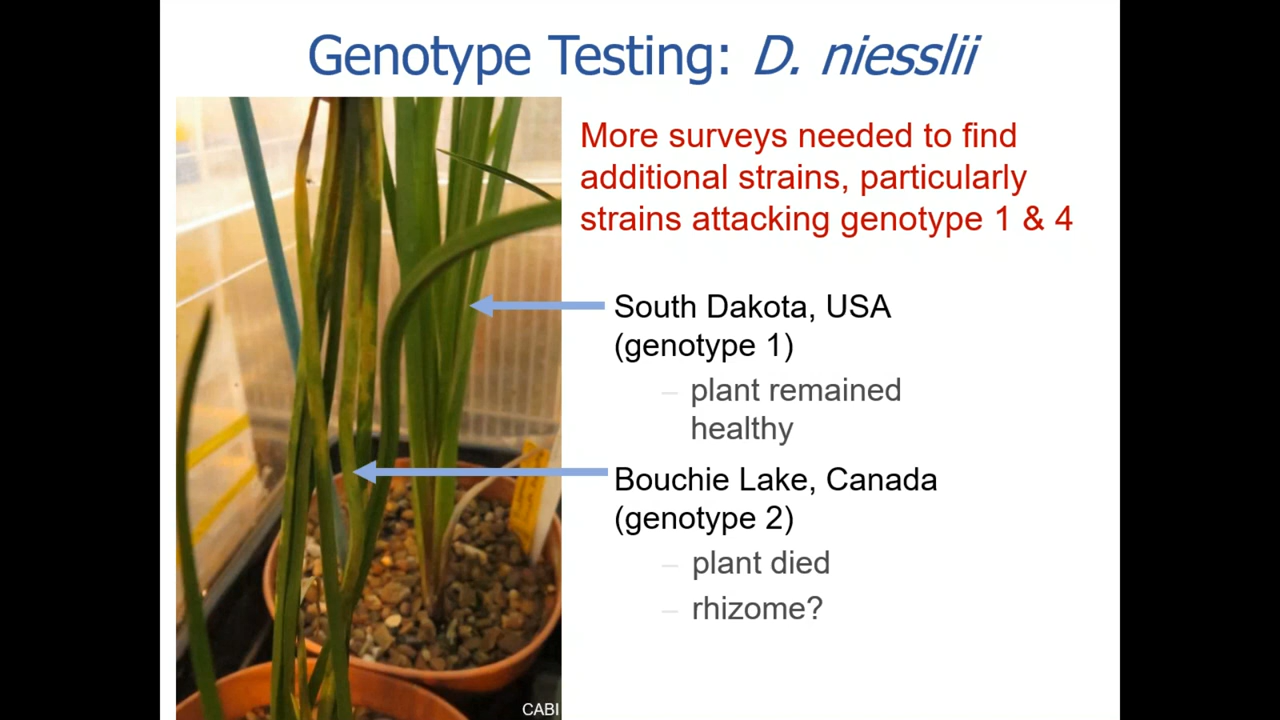 Genotype Testing: D. niesslii
More surveys needed to find
additional strains, particularly
strains attacking genotype 1 & 4
South Dakota, USA
(genotype 1)
– plant remained
healthy
Bouchie Lake, Canada
(genotype 2)
– plant died
– rhizome?
CABI